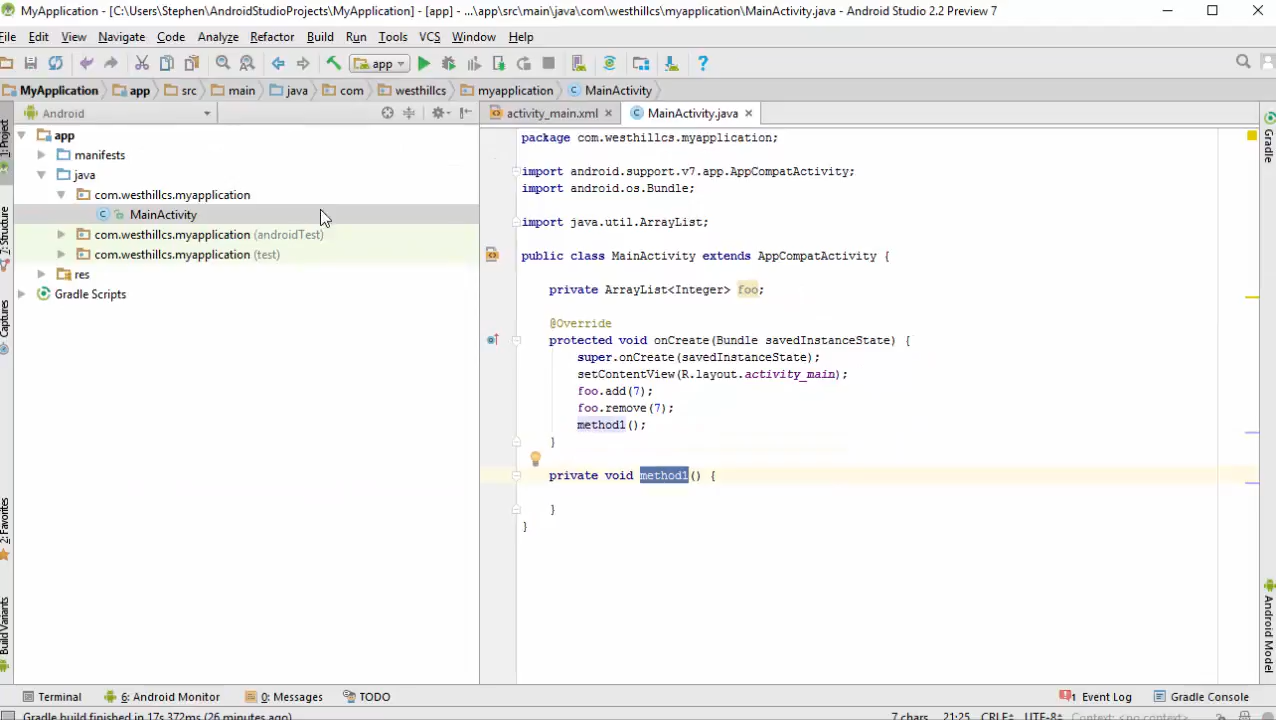 MyApplication - [C:\Users\Stephen\AndroidStudioProjects\MyApplication] - [app] - ...\app\src\main\java\com\westhillcs\myapplication\MainActivity.java - Android Studio 2.2 Preview 7
File Edit View Navigate Code Analyze Refactor Build Run Tools VCS Window Help
app
MyApplication app src main java com westhillcs myapplication MainActivity
Android
activity_main.xml MainActivity.java
1: Project
7: Structure
Captures
2: Favorites
Build Variants
app
manifests
java
com.westhillcs.myapplication
MainActivity
com.westhillcs.myapplication (androidTest)
com.westhillcs.myapplication (test)
res
Gradle Scripts
package com.westhillcs.myapplication;
import android.support.v7.app.AppCompatActivity;
import android.os.Bundle;
import java.util.ArrayList;
public class MainActivity extends AppCompatActivity {
private ArrayList<Integer> foo;
@Override
protected void onCreate(Bundle savedInstanceState) {
super.onCreate(savedInstanceState);
setContentView(R.layout.activity_main);
foo.add(7);
foo.remove(7);
method1();
}
private void method1() {
}
}
Gradle
Android Model
Terminal 6: Android Monitor 0: Messages TODO Event Log Gradle Console
Gradle build finished in 17s 372ms (26 minutes ago) 7 chars 21:25 CRLF UTF-8 Context: <no context>